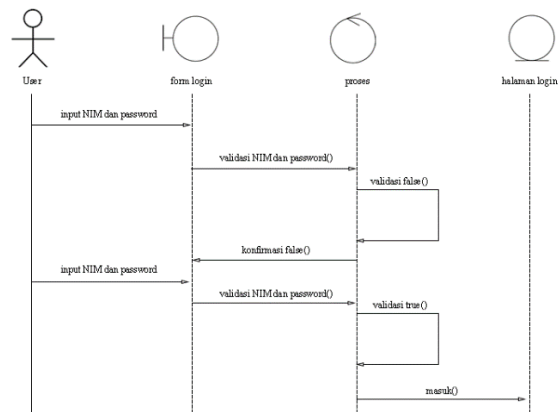 User
form login
proses
halaman login
input NIM dan password
validasi NIM dan password()
validasi false()
konfirmasi false()
input NIM dan password
validasi NIM dan password()
validasi true()
masuk()